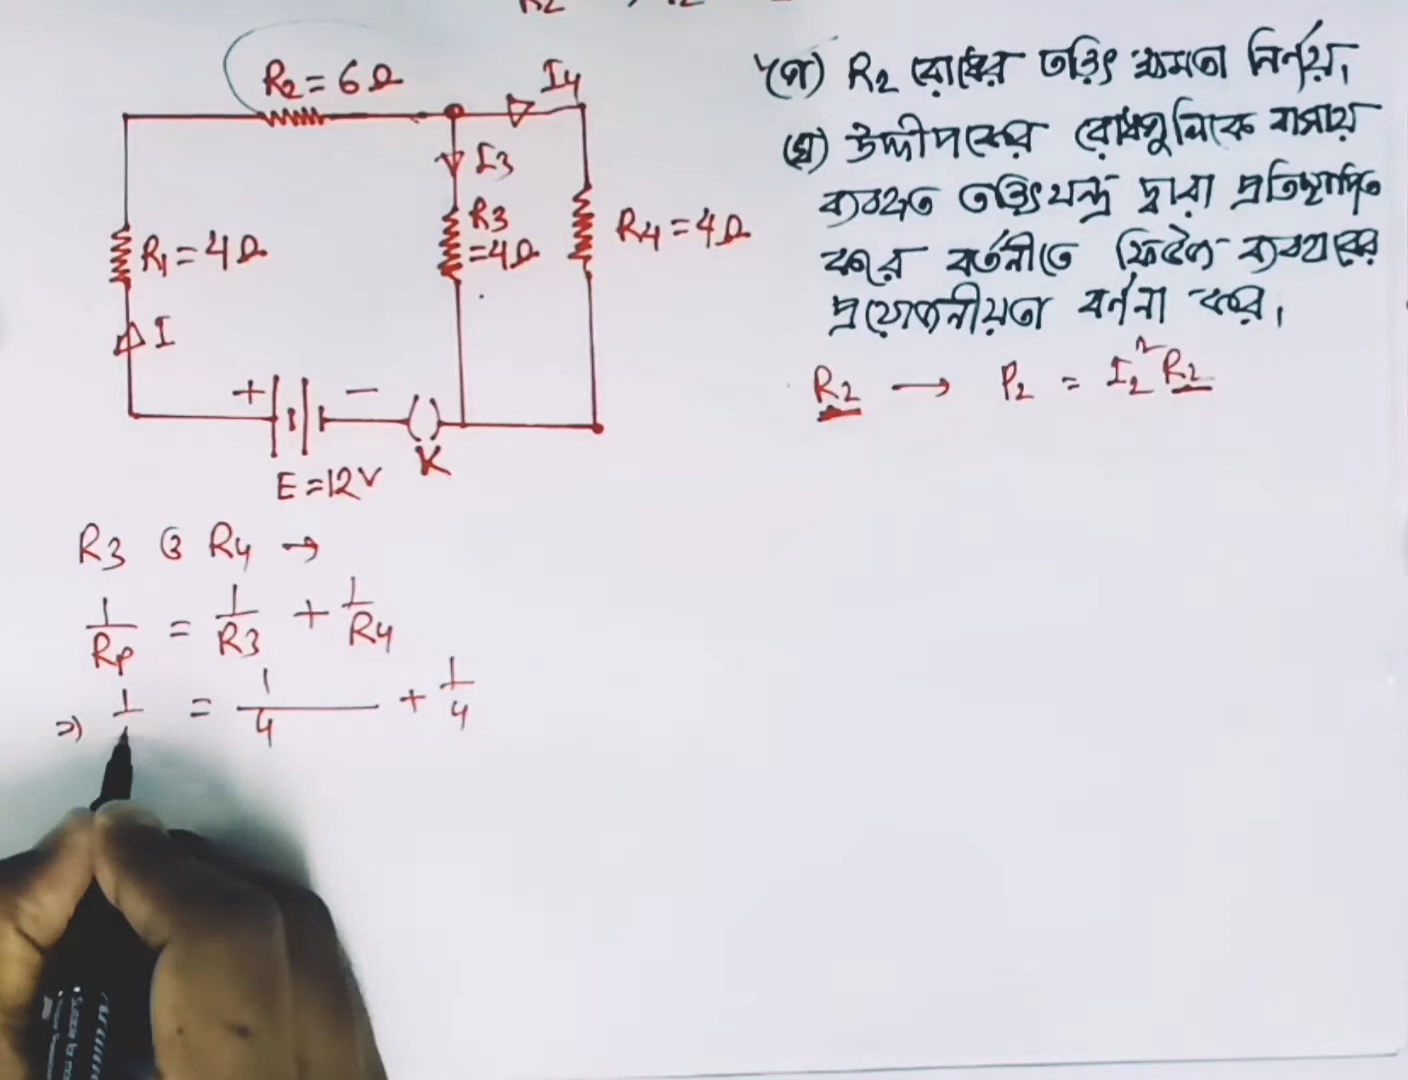 R2 = 6Ω
I4
I3
R3
=4Ω
R4=4Ω
R1=4Ω
I
+ −
K
E=12V
(গ) R2 রোধের তড়িৎ ক্ষমতা নির্ণয়।
(ঘ) উদ্দীপকের রোধগুলিকে বাসায়
ব্যবহৃত তড়িৎযন্ত্র দ্বারা প্রতিস্থাপিত
করে বর্তনীতে ফিউজ ব্যবহারের
প্রয়োজনীয়তা বর্ণনা কর।
R2 → P2 = I2² R2
R3 ও R4 →
1/Rp = 1/R3 + 1/R4
⇒ 1/ = 1/4 + 1/4